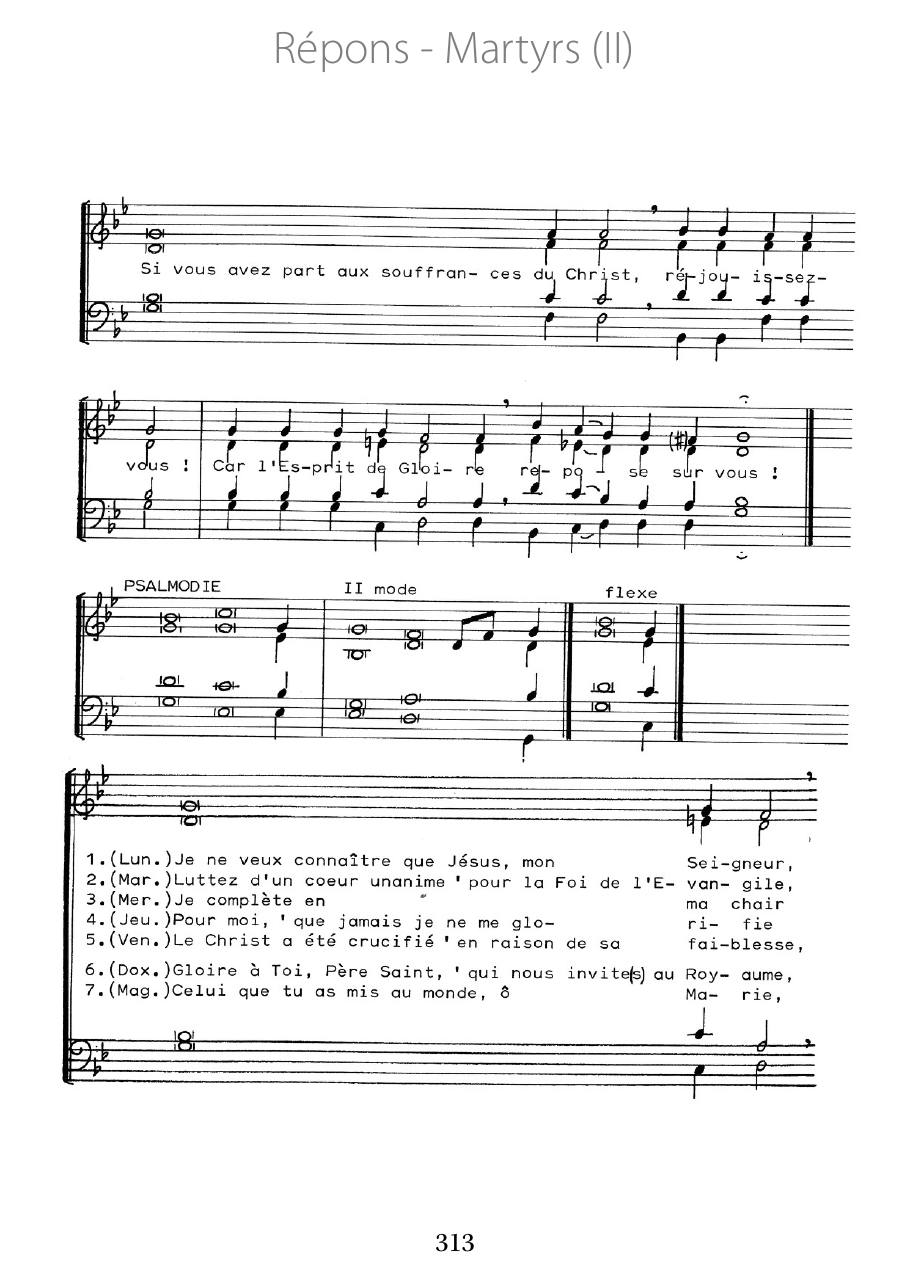 Répons - Martyrs (II)
Si vous avez part aux souffran- ces du Christ, ré-jou- is-sez-
vous ! Car l'Es-prit de Gloi- re re- po - se sur vous !
PSALMODIE II mode flexe
1.(Lun.)Je ne veux connaître que Jésus, mon Sei-gneur,
2.(Mar.)Luttez d'un coeur unanime ' pour la Foi de l'E- van- gile,
3.(Mer.)Je complète en ma chair
4.(Jeu.)Pour moi, ' que jamais je ne me glo- ri- fie
5.(Ven.)Le Christ a été crucifié ' en raison de sa fai-blesse,
6.(Dox.)Gloire à Toi, Père Saint, ' qui nous invite(s) au Roy- aume,
7.(Mag.)Celui que tu as mis au monde, ô Ma- rie,
313